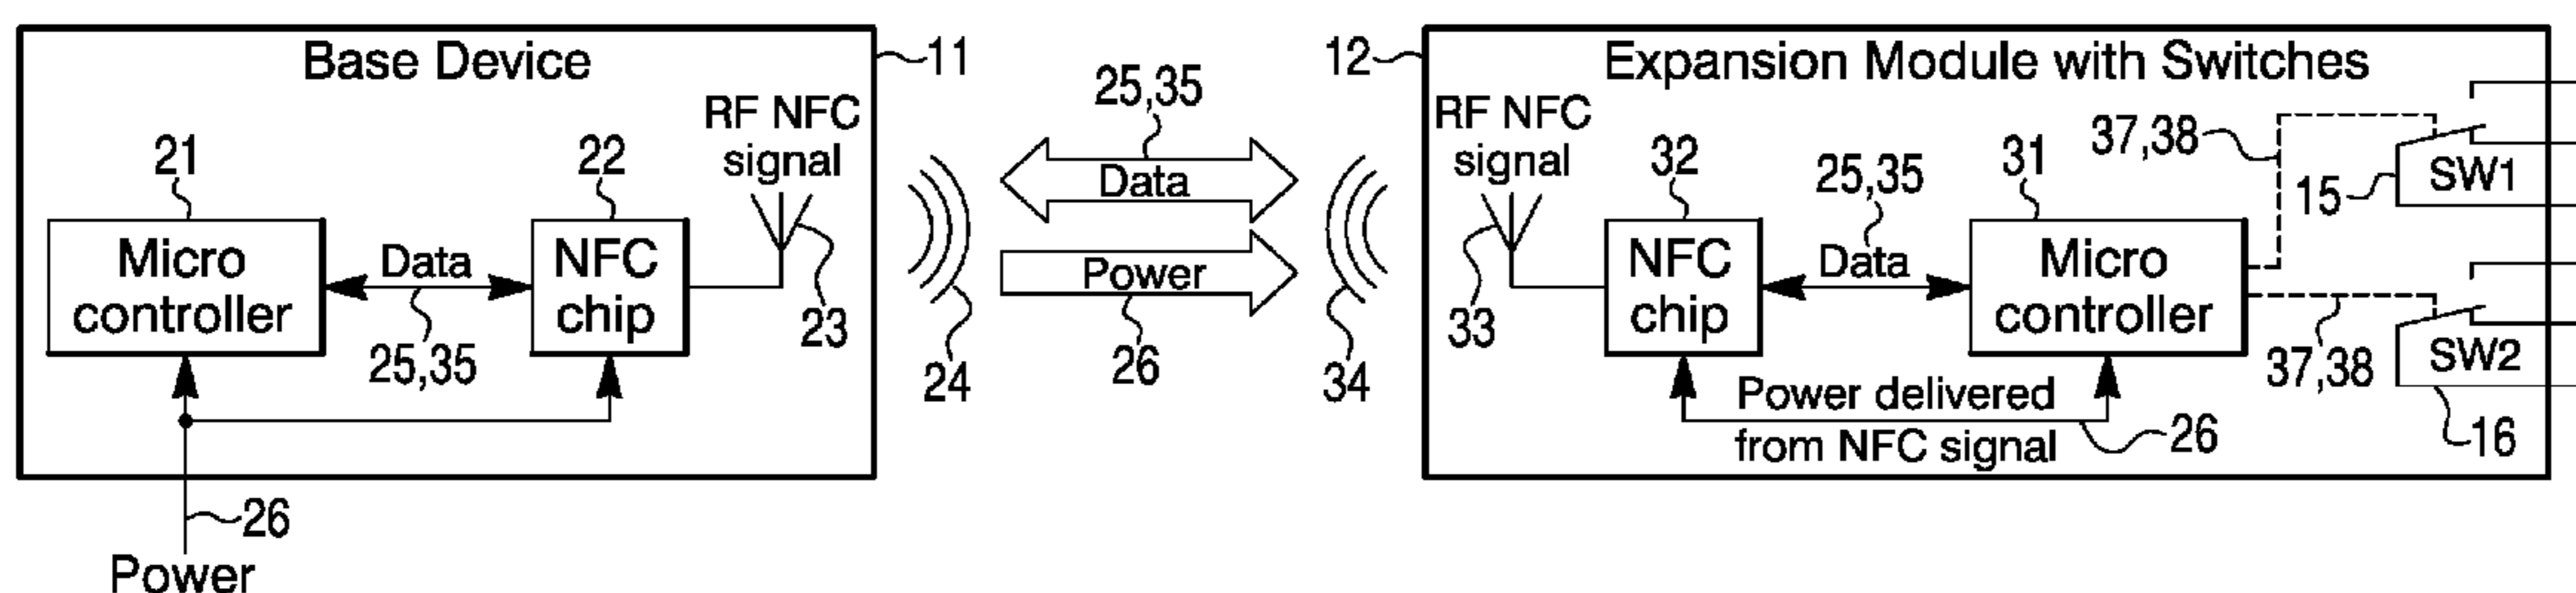 Base Device
11
RF NFC
signal
21
22
Micro
controller
Data
25,35
NFC
chip
23
24
26
Power
25,35
Data
Power
26
12
Expansion Module with Switches
RF NFC
signal
34
33
32
NFC
chip
25,35
Data
31
Micro
controller
37,38
15
SW1
37,38
SW2
16
Power delivered
from NFC signal
26